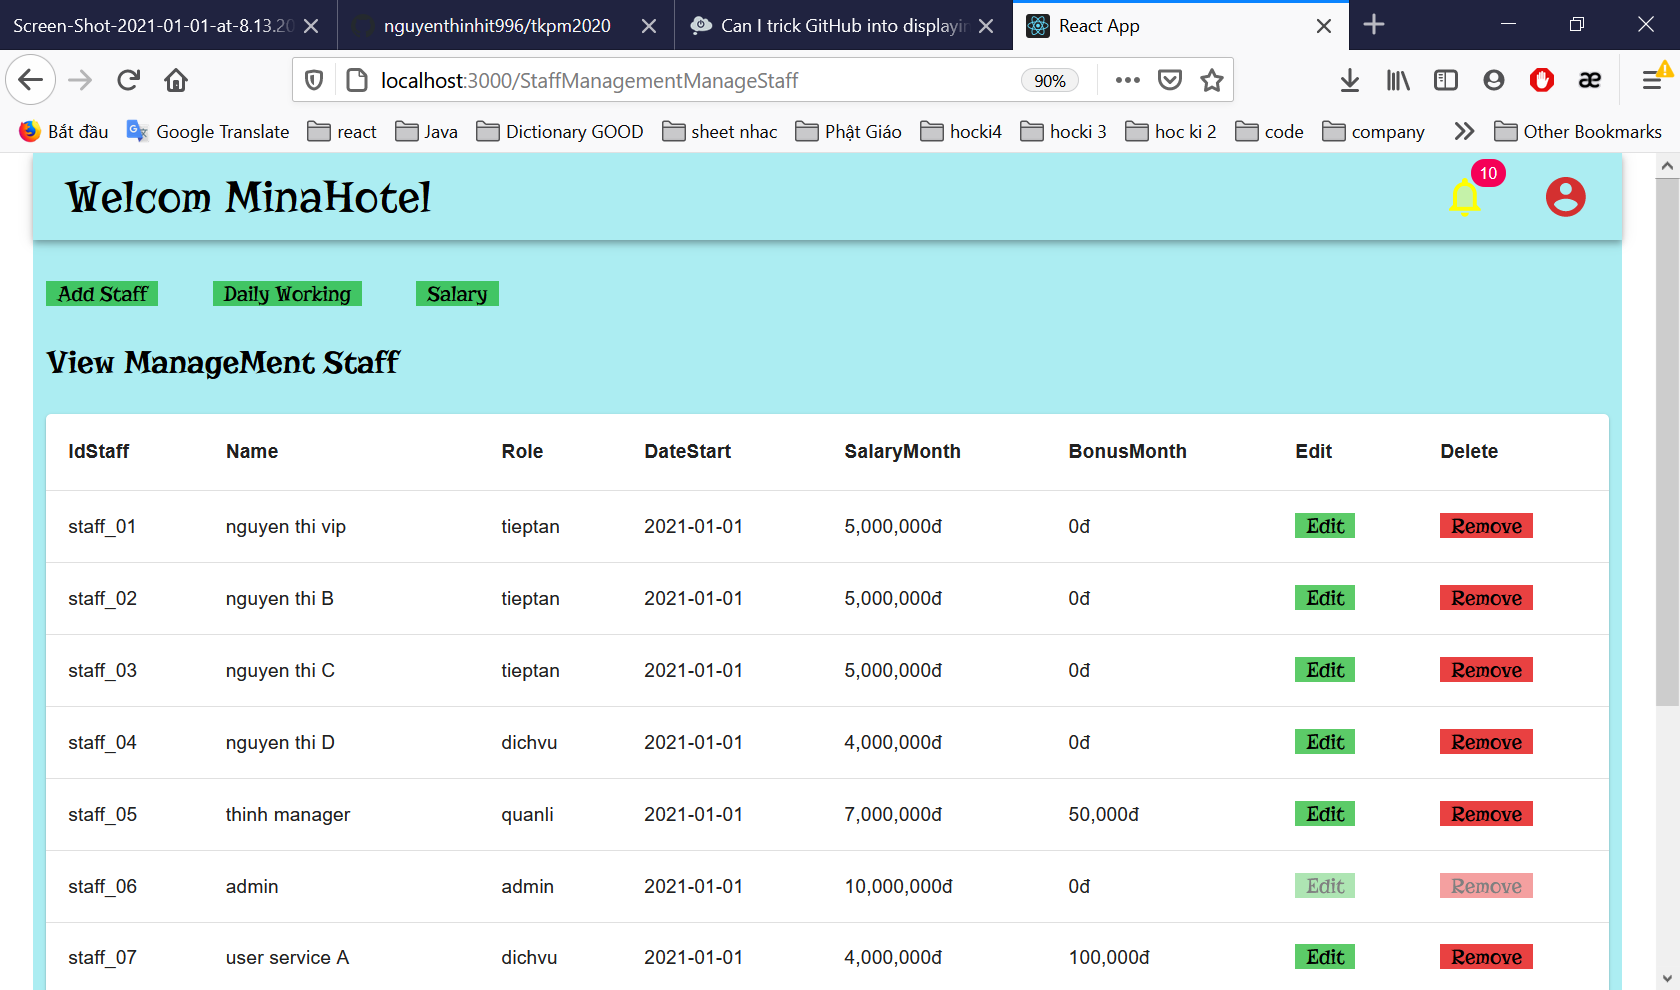 Screen-Shot-2021-01-01-at-8.13.20
nguyenthinhit996/tkpm2020
Can I trick GitHub into displayin
React App
localhost:3000/StaffManagementManageStaff
90%
æ
Bắt đầu
Google Translate
react
Java
Dictionary GOOD
sheet nhac
Phật Giáo
hocki4
hocki 3
hoc ki 2
code
company
Other Bookmarks
Welcom MinaHotel
10
Add Staff
Daily Working
Salary
View ManageMent Staff
IdStaff Name Role DateStart SalaryMonth BonusMonth Edit Delete
staff_01 nguyen thi vip tieptan 2021-01-01 5,000,000đ 0đ Edit Remove
staff_02 nguyen thi B tieptan 2021-01-01 5,000,000đ 0đ Edit Remove
staff_03 nguyen thi C tieptan 2021-01-01 5,000,000đ 0đ Edit Remove
staff_04 nguyen thi D dichvu 2021-01-01 4,000,000đ 0đ Edit Remove
staff_05 thinh manager quanli 2021-01-01 7,000,000đ 50,000đ Edit Remove
staff_06 admin admin 2021-01-01 10,000,000đ 0đ Edit Remove
staff_07 user service A dichvu 2021-01-01 4,000,000đ 100,000đ Edit Remove